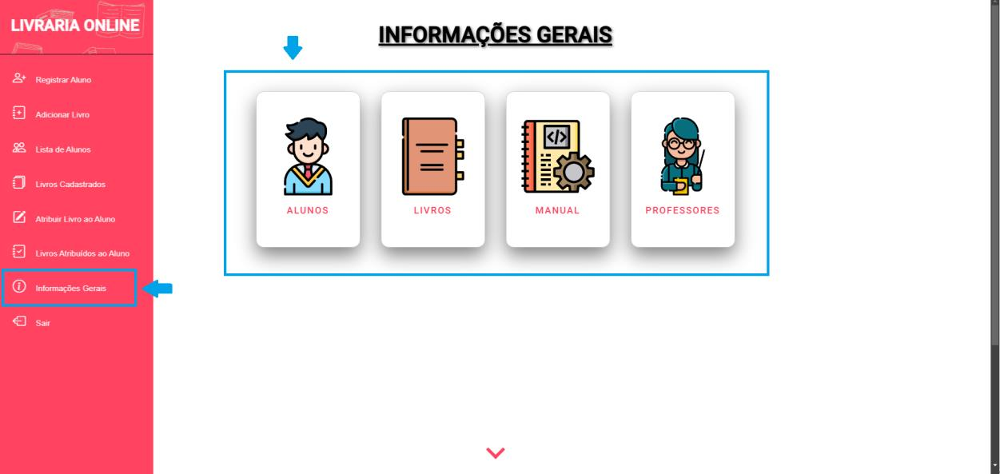 LIVRARIA ONLINE
Registrar Aluno
Adicionar Livro
Lista de Alunos
Livros Cadastrados
Atribuir Livro ao Aluno
Livros Atribuídos ao Aluno
Informações Gerais
Sair
INFORMAÇÕES GERAIS
ALUNOS
LIVROS
</>
MANUAL
PROFESSORES